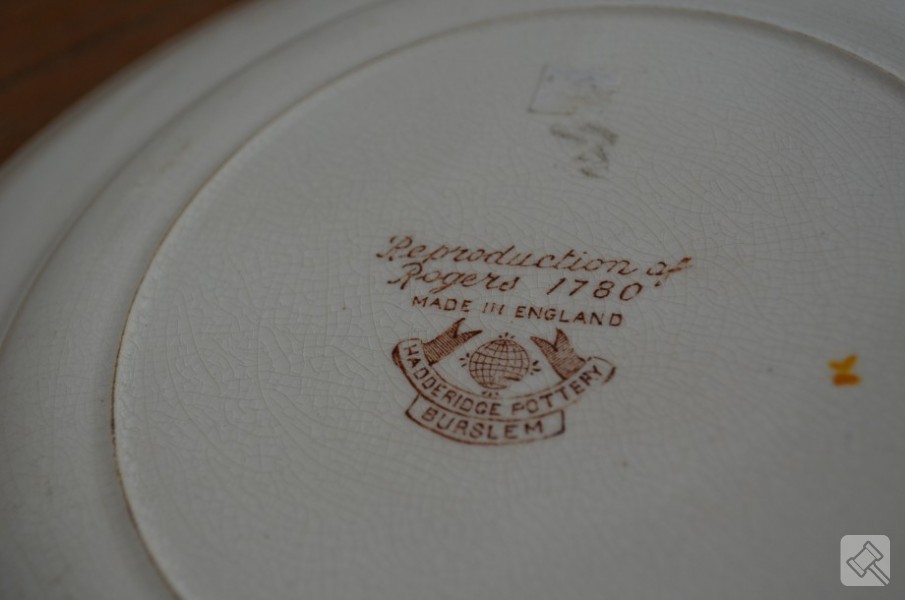 Reproduction of
Rogers 1780
MADE IN ENGLAND
HADDERIDGE POTTERY
BURSLEM
K